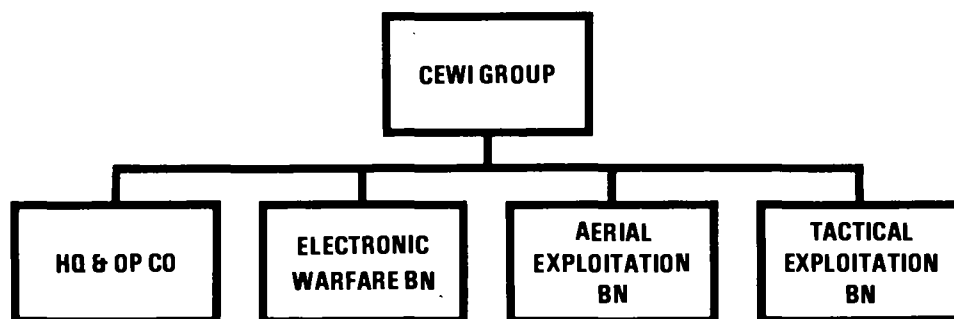 CEWI GROUP
HQ & OP CO
ELECTRONIC
WARFARE BN
AERIAL
EXPLOITATION
BN
TACTICAL
EXPLOITATION
BN